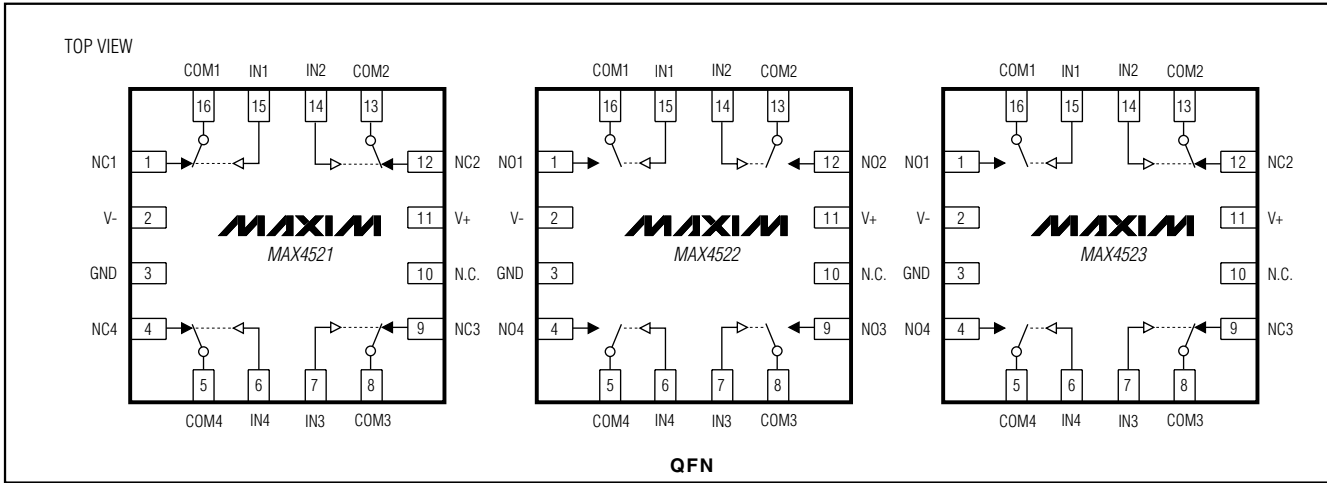 TOP VIEW
COM1 IN1 IN2 COM2
16 15 14 13
NC1 1 12 NC2
V- 2 11 V+
MAXIM
MAX4521
GND 3 10 N.C.
NC4 4 9 NC3
5 6 7 8
COM4 IN4 IN3 COM3
COM1 IN1 IN2 COM2
16 15 14 13
NO1 1 12 NO2
V- 2 11 V+
MAXIM
MAX4522
GND 3 10 N.C.
NO4 4 9 NO3
5 6 7 8
COM4 IN4 IN3 COM3
COM1 IN1 IN2 COM2
16 15 14 13
NO1 1 12 NC2
V- 2 11 V+
MAXIM
MAX4523
GND 3 10 N.C.
NO4 4 9 NC3
5 6 7 8
COM4 IN4 IN3 COM3
QFN